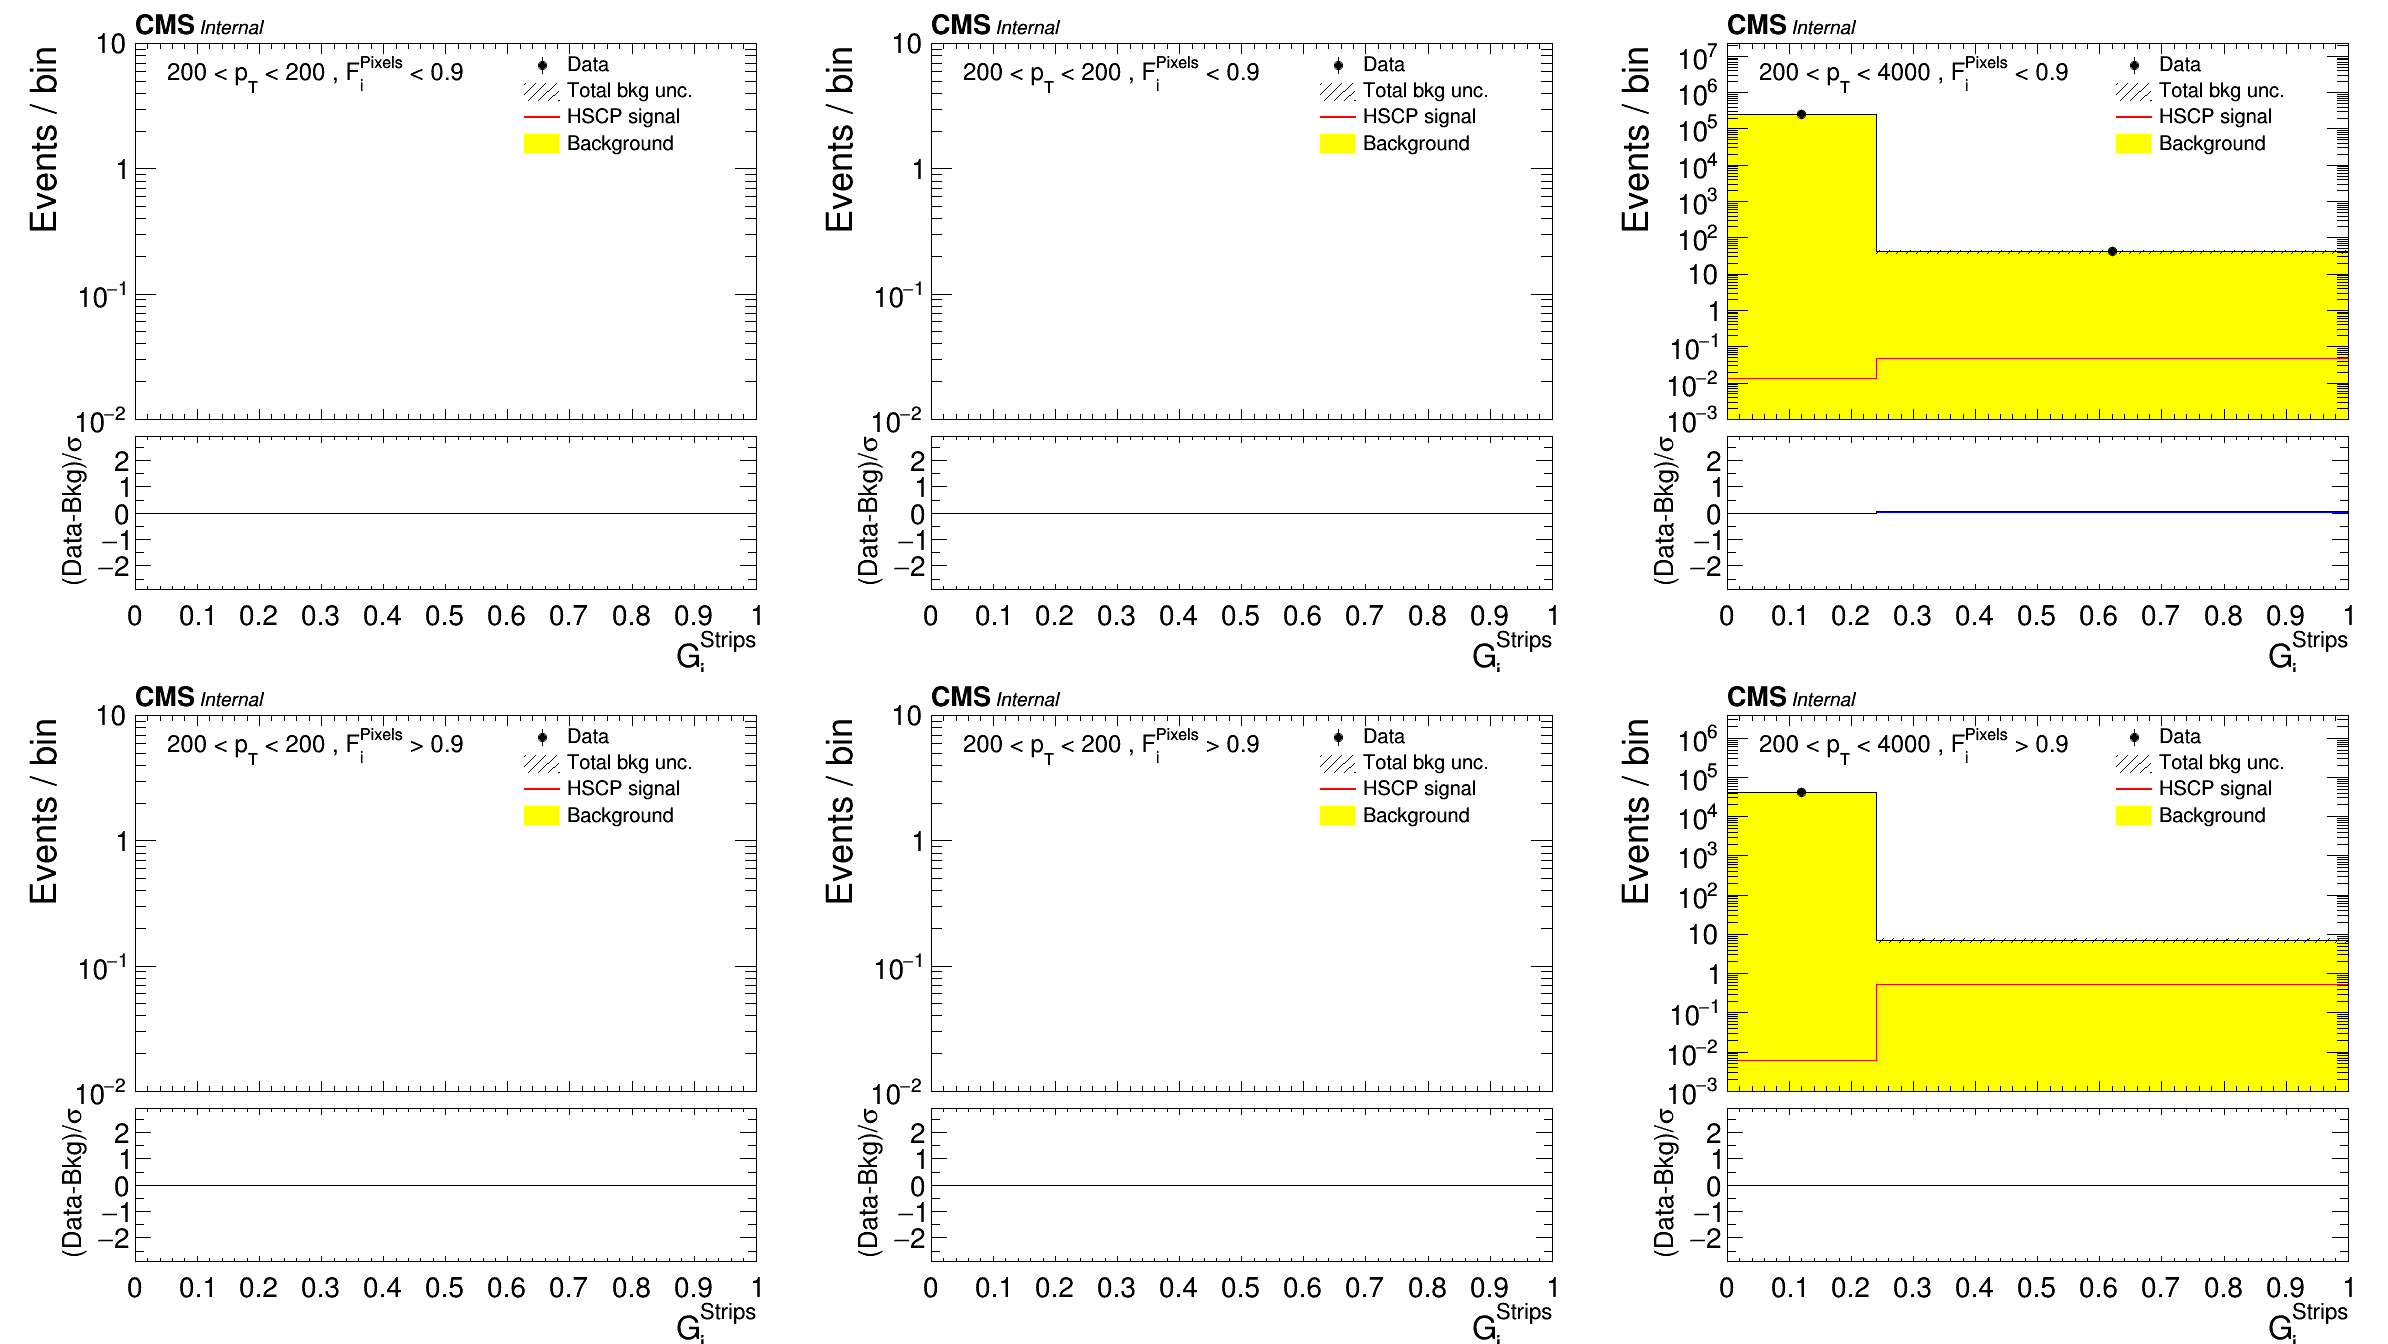 CMS Internal
200 < p_T < 200 , F_i^Pixels < 0.9
Data
Total bkg unc.
HSCP signal
Background
Events / bin
10
1
10^−1
10^−2
(Data-Bkg)/σ
2
1
0
−1
−2
0 0.1 0.2 0.3 0.4 0.5 0.6 0.7 0.8 0.9 1
G_i^Strips
CMS Internal
200 < p_T < 200 , F_i^Pixels < 0.9
Data
Total bkg unc.
HSCP signal
Background
Events / bin
10
1
10^−1
10^−2
(Data-Bkg)/σ
2
1
0
−1
−2
0 0.1 0.2 0.3 0.4 0.5 0.6 0.7 0.8 0.9 1
G_i^Strips
CMS Internal
200 < p_T < 4000 , F_i^Pixels < 0.9
Data
Total bkg unc.
HSCP signal
Background
Events / bin
10^7
10^6
10^5
10^4
10^3
10^2
10
1
10^−1
10^−2
10^−3
(Data-Bkg)/σ
2
1
0
−1
−2
0 0.1 0.2 0.3 0.4 0.5 0.6 0.7 0.8 0.9 1
G_i^Strips
CMS Internal
200 < p_T < 200 , F_i^Pixels > 0.9
Data
Total bkg unc.
HSCP signal
Background
Events / bin
10
1
10^−1
10^−2
(Data-Bkg)/σ
2
1
0
−1
−2
0 0.1 0.2 0.3 0.4 0.5 0.6 0.7 0.8 0.9 1
G_i^Strips
CMS Internal
200 < p_T < 200 , F_i^Pixels > 0.9
Data
Total bkg unc.
HSCP signal
Background
Events / bin
10
1
10^−1
10^−2
(Data-Bkg)/σ
2
1
0
−1
−2
0 0.1 0.2 0.3 0.4 0.5 0.6 0.7 0.8 0.9 1
G_i^Strips
CMS Internal
200 < p_T < 4000 , F_i^Pixels > 0.9
Data
Total bkg unc.
HSCP signal
Background
Events / bin
10^6
10^5
10^4
10^3
10^2
10
1
10^−1
10^−2
10^−3
(Data-Bkg)/σ
2
1
0
−1
−2
0 0.1 0.2 0.3 0.4 0.5 0.6 0.7 0.8 0.9 1
G_i^Strips